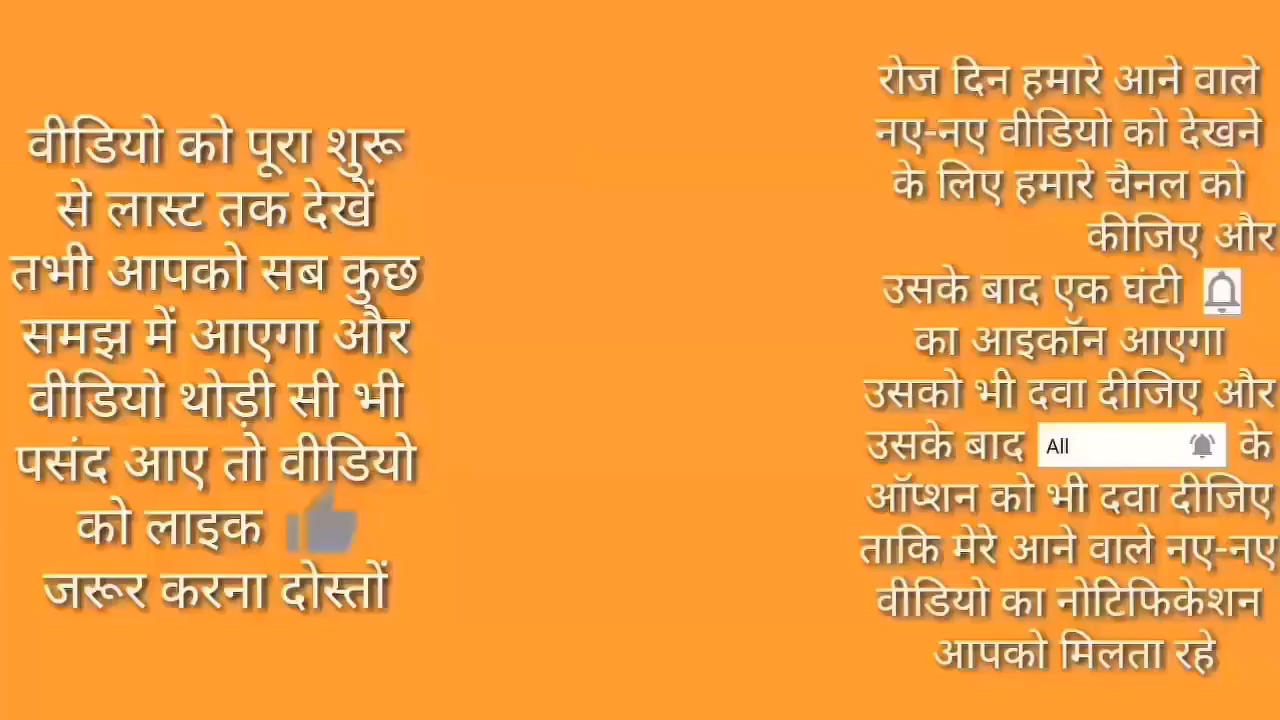 वीडियो को पूरा शुरू
से लास्ट तक देखें
तभी आपको सब कुछ
समझ में आएगा और
वीडियो थोड़ी सी भी
पसंद आए तो वीडियो
को लाइक
जरूर करना दोस्तों
रोज दिन हमारे आने वाले
नए-नए वीडियो को देखने
के लिए हमारे चैनल को
कीजिए और
उसके बाद एक घंटी
का आइकॉन आएगा
उसको भी दवा दीजिए और
उसके बाद All के
ऑप्शन को भी दवा दीजिए
ताकि मेरे आने वाले नए-नए
वीडियो का नोटिफिकेशन
आपको मिलता रहे